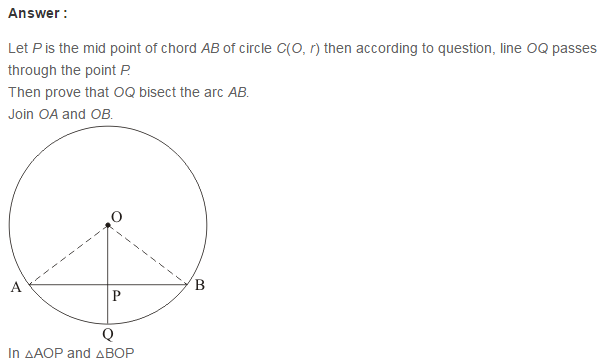 Answer :
Let P is the mid point of chord AB of circle C(O, r) then according to question, line OQ passes
through the point P.
Then prove that OQ bisect the arc AB.
Join OA and OB.
O
A
B
P
Q
In △AOP and △BOP